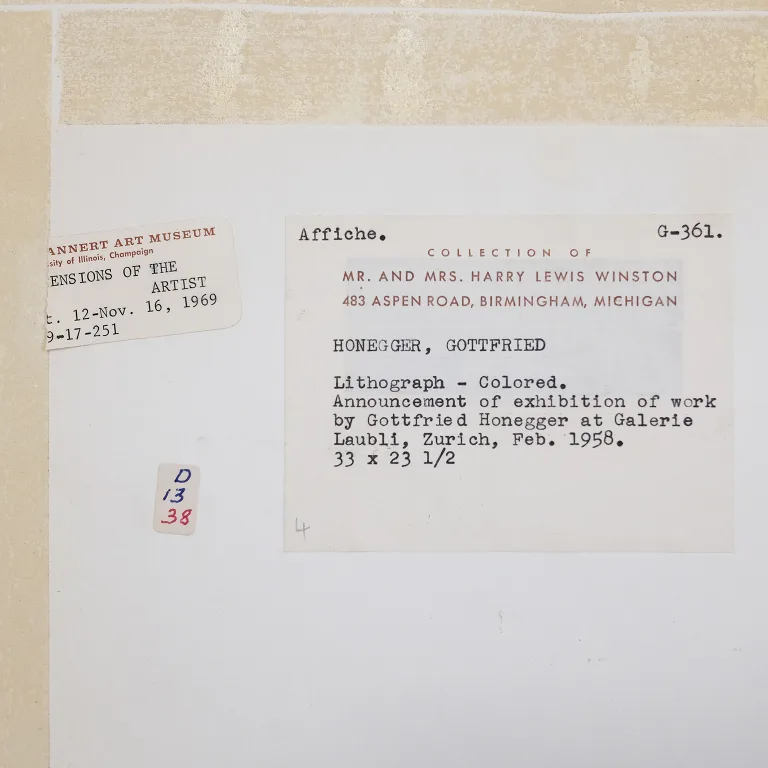 ANNERT ART MUSEUM
sity of Illinois, Champaign
ENSIONS OF THE
ARTIST
t. 12-Nov. 16, 1969
9-17-251
D
13
38
Affiche. G-361.
COLLECTION OF
MR. AND MRS. HARRY LEWIS WINSTON
483 ASPEN ROAD, BIRMINGHAM, MICHIGAN
HONEGGER, GOTTFRIED
Lithograph - Colored.
Announcement of exhibition of work
by Gottfried Honegger at Galerie
Laubli, Zurich, Feb. 1958.
33 x 23 1/2
4